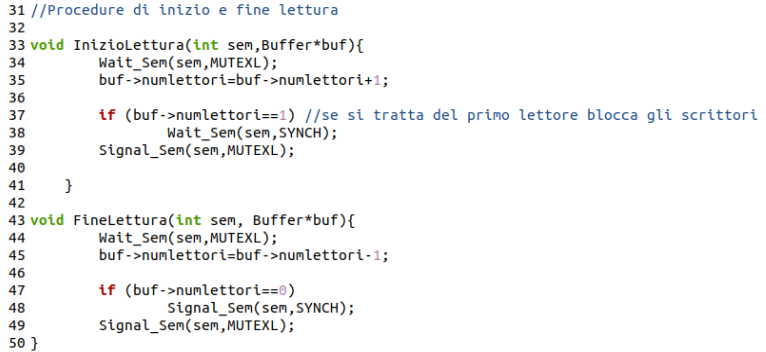 31 //Procedure di inizio e fine lettura
32
33 void InizioLettura(int sem,Buffer*buf){
34         Wait_Sem(sem,MUTEXL);
35         buf->numlettori=buf->numlettori+1;
36
37         if (buf->numlettori==1) //se si tratta del primo lettore blocca gli scrittori
38                 Wait_Sem(sem,SYNCH);
39         Signal_Sem(sem,MUTEXL);
40
41     }
42
43 void FineLettura(int sem, Buffer*buf){
44         Wait_Sem(sem,MUTEXL);
45         buf->numlettori=buf->numlettori-1;
46
47         if (buf->numlettori==0)
48                 Signal_Sem(sem,SYNCH);
49         Signal_Sem(sem,MUTEXL);
50 }